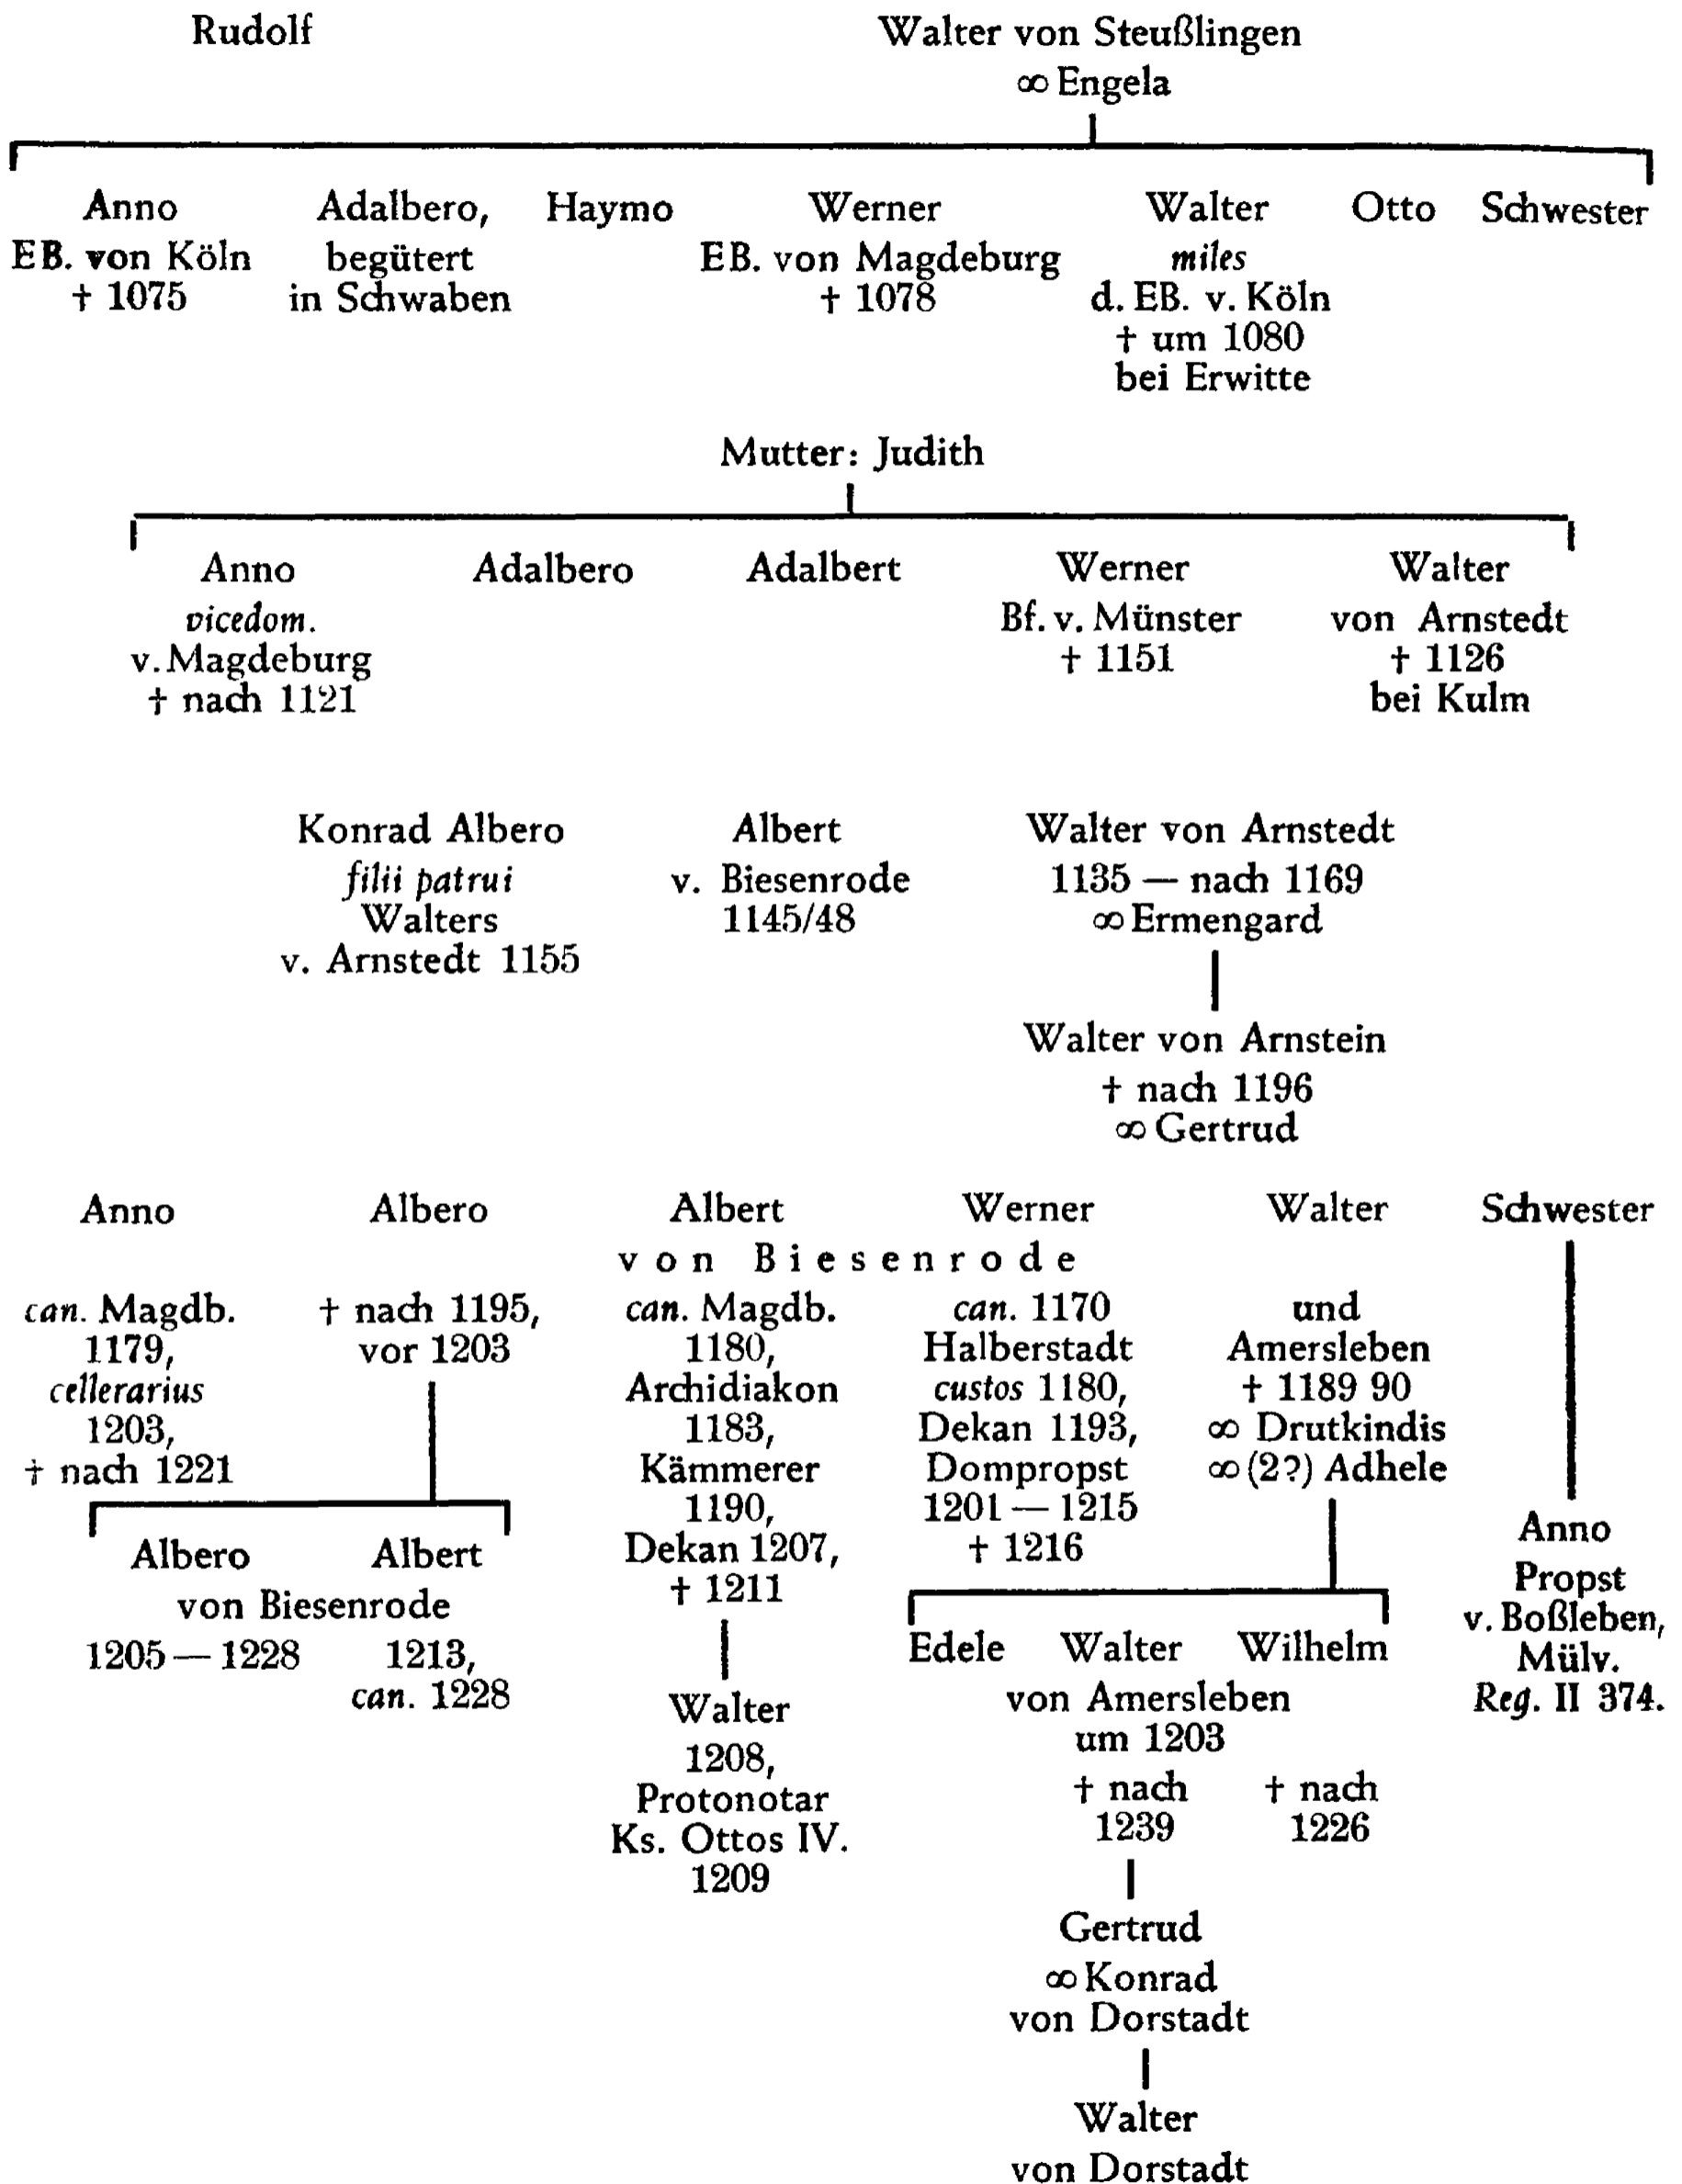 Rudolf
Walter von Steußlingen
∞ Engela
Anno
EB. von Köln
† 1075
Adalbero,
begütert
in Schwaben
Haymo
Werner
EB. von Magdeburg
† 1078
Walter
miles
d. EB. v. Köln
† um 1080
bei Erwitte
Otto
Schwester
Mutter: Judith
Anno
vicedom.
v. Magdeburg
† nach 1121
Adalbero
Adalbert
Werner
Bf. v. Münster
† 1151
Walter
von Arnstedt
† 1126
bei Kulm
Konrad Albero
filii patrui
Walters
v. Arnstedt 1155
Albert
v. Biesenrode
1145/48
Walter von Arnstedt
1135 — nach 1169
∞ Ermengard
Walter von Arnstein
† nach 1196
∞ Gertrud
Anno
can. Magdb.
1179,
cellerarius
1203,
† nach 1221
Albero
† nach 1195,
vor 1203
Albert
Werner
Walter
Schwester
von Biesenrode
can. Magdb.
1180,
Archidiakon
1183,
Kämmerer
1190,
Dekan 1207,
† 1211
can. 1170
Halberstadt
custos 1180,
Dekan 1193,
Dompropst
1201 — 1215
† 1216
und
Amersleben
† 1189 90
∞ Drutkindis
∞ (2?) Adhele
Albero
Albert
von Biesenrode
1205 — 1228
1213,
can. 1228
Walter
1208,
Protonotar
Ks. Ottos IV.
1209
Edele
Walter
Wilhelm
von Amersleben
um 1203
† nach
1239
† nach
1226
Anno
Propst
v. Boßleben,
Mülv.
Reg. II 374.
Gertrud
∞ Konrad
von Dorstadt
Walter
von Dorstadt